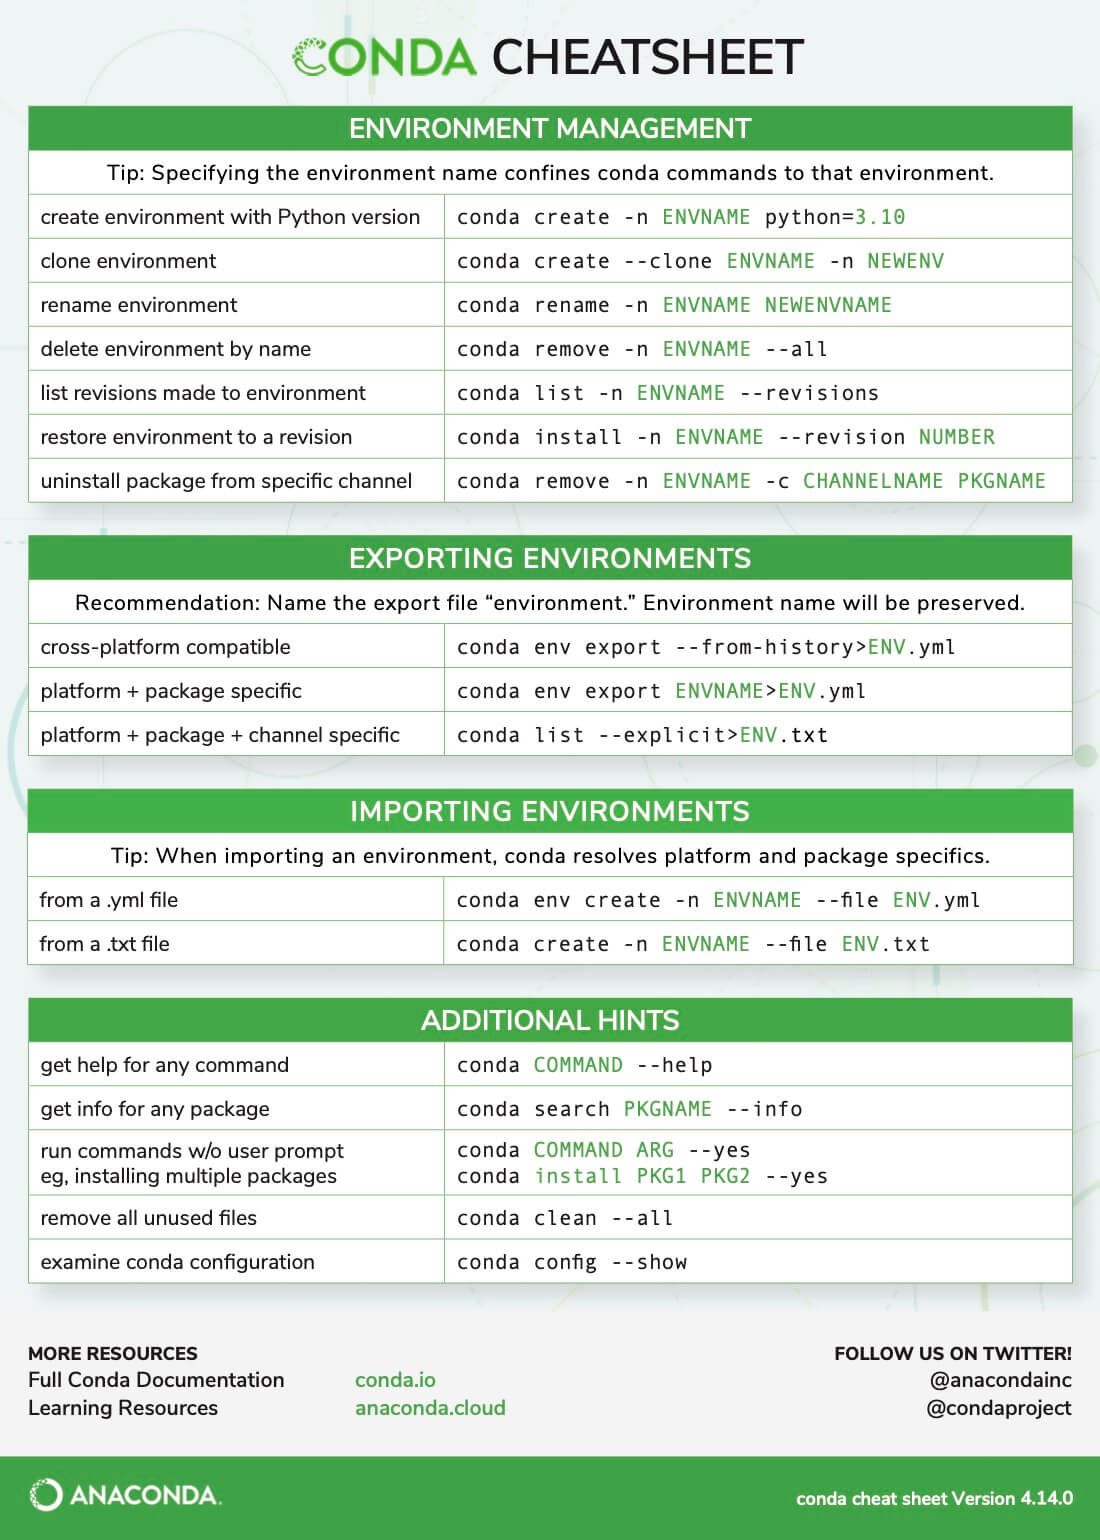 CONDA CHEATSHEET
ENVIRONMENT MANAGEMENT
Tip: Specifying the environment name confines conda commands to that environment.
create environment with Python version conda create -n ENVNAME python=3.10
clone environment conda create --clone ENVNAME -n NEWENV
rename environment conda rename -n ENVNAME NEWENVNAME
delete environment by name conda remove -n ENVNAME --all
list revisions made to environment conda list -n ENVNAME --revisions
restore environment to a revision conda install -n ENVNAME --revision NUMBER
uninstall package from specific channel conda remove -n ENVNAME -c CHANNELNAME PKGNAME
EXPORTING ENVIRONMENTS
Recommendation: Name the export file “environment.” Environment name will be preserved.
cross-platform compatible conda env export --from-history>ENV.yml
platform + package specific conda env export ENVNAME>ENV.yml
platform + package + channel specific conda list --explicit>ENV.txt
IMPORTING ENVIRONMENTS
Tip: When importing an environment, conda resolves platform and package specifics.
from a .yml file conda env create -n ENVNAME --file ENV.yml
from a .txt file conda create -n ENVNAME --file ENV.txt
ADDITIONAL HINTS
get help for any command conda COMMAND --help
get info for any package conda search PKGNAME --info
run commands w/o user prompt conda COMMAND ARG --yes
eg, installing multiple packages conda install PKG1 PKG2 --yes
remove all unused files conda clean --all
examine conda configuration conda config --show
MORE RESOURCES
Full Conda Documentation conda.io
Learning Resources anaconda.cloud
FOLLOW US ON TWITTER!
@anacondainc
@condaproject
ANACONDA.
conda cheat sheet Version 4.14.0